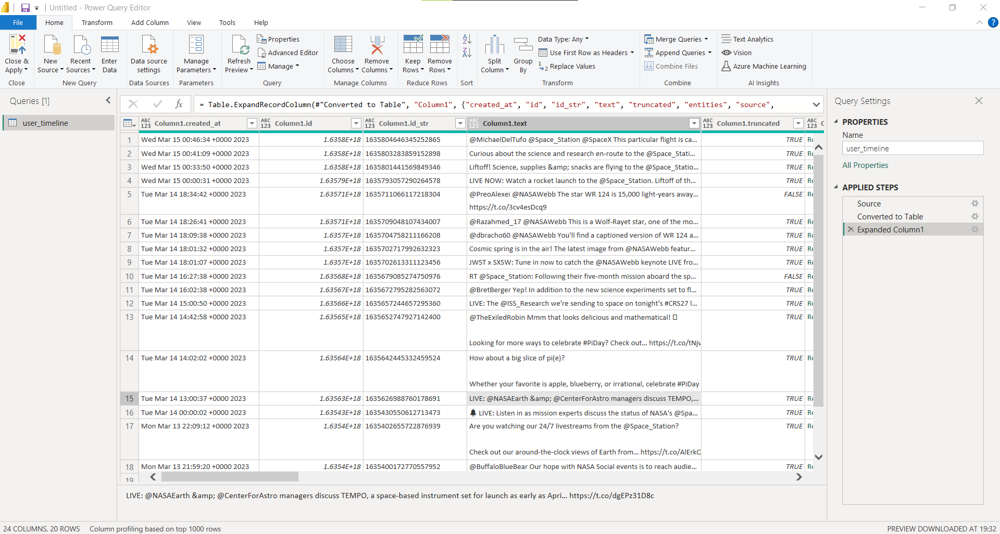 Untitled - Power Query Editor
File Home Transform Add Column View Tools Help
Close & Apply
Close
New Source Recent Sources Enter Data
New Query
Data source settings
Data Sources
Manage Parameters
Parameters
Refresh Preview
Properties
Advanced Editor
Manage
Query
Choose Columns Remove Columns
Manage Columns
Keep Rows Remove Rows
Reduce Rows
Sort
Split Column Group By
Data Type: Any
Use First Row as Headers
Replace Values
Transform
Merge Queries
Append Queries
Combine Files
Combine
Text Analytics
Vision
Azure Machine Learning
AI Insights
Queries [1]
user_timeline
fx = Table.ExpandRecordColumn(#"Converted to Table", "Column1", {"created_at", "id", "id_str", "text", "truncated", "entities", "source",
ABC 123 Column1.created_at ABC 123 Column1.id ABC 123 Column1.id_str ABC 123 Column1.text ABC 123 Column1.truncated ABC 123 C
1 Wed Mar 15 00:46:34 +0000 2023 1.6358E+18 1635804646345252865 @MichaelDelTufo @Space_Station @SpaceX This particular flight is ca... TRUE Re
2 Wed Mar 15 00:41:09 +0000 2023 1.6358E+18 1635803283859152898 Curious about the science and research en-route to the @Space_Stati... TRUE Re
3 Wed Mar 15 00:33:50 +0000 2023 1.6358E+18 1635801441569849346 Liftoff! Science, supplies &amp; snacks are flying to the @Space_Statio... TRUE Re
4 Wed Mar 15 00:00:31 +0000 2023 1.63579E+18 1635793057290264578 LIVE NOW: Watch a rocket launch to the @Space_Station. Liftoff of th... TRUE Re
5 Tue Mar 14 18:34:42 +0000 2023 1.63571E+18 1635711066117218304 @PreoAlexei @NASAWebb The star WR 124 is 15,000 light-years away... FALSE Re
https://t.co/3cv4esDcq9
6 Tue Mar 14 18:26:41 +0000 2023 1.63571E+18 1635709048107434007 @Razahmed_17 @NASAWebb This is a Wolf-Rayet star, one of the mo... TRUE Re
7 Tue Mar 14 18:09:38 +0000 2023 1.6357E+18 1635704758211166208 @dbracho60 @NASAWebb You'll find a captioned version of WR 124 a... TRUE Re
8 Tue Mar 14 18:01:32 +0000 2023 1.6357E+18 1635702717992632323 Cosmic spring is in the air! The latest image from @NASAWebb featur... TRUE Re
9 Tue Mar 14 18:01:07 +0000 2023 1.6357E+18 1635702613311123456 JWST x SXSW: Tune in now to catch the @NASAWebb keynote LIVE fro... TRUE Re
10 Tue Mar 14 16:27:38 +0000 2023 1.63568E+18 1635679085274750976 RT @Space_Station: Following their five-month mission aboard the sp... FALSE Re
11 Tue Mar 14 16:02:38 +0000 2023 1.63567E+18 1635672795282563072 @BretBerger Yep! In addition to the new science experiments set to fl... TRUE Re
12 Tue Mar 14 15:00:50 +0000 2023 1.63566E+18 1635657244657295360 LIVE: The @ISS_Research we're sending to space on tonight's #CRS27 l... TRUE Re
13 Tue Mar 14 14:42:58 +0000 2023 1.63565E+18 1635652747927142400 @TheExiledRobin Mmm that looks delicious and mathematical! TRUE Re
Looking for more ways to celebrate #PiDay? Check out... https://t.co/tNjv
14 Tue Mar 14 14:02:02 +0000 2023 1.63564E+18 1635642445332459524 How about a big slice of pi(e)? TRUE Re
Whether your favorite is apple, blueberry, or irrational, celebrate #PiDay
15 Tue Mar 14 13:00:37 +0000 2023 1.63563E+18 1635626988760178691 LIVE: @NASAEarth &amp; @CenterForAstro managers discuss TEMPO,... TRUE Re
16 Tue Mar 14 00:00:02 +0000 2023 1.63543E+18 1635430550612713473 🔔 LIVE: Listen in as mission experts discuss the status of NASA's @Spa... TRUE Re
17 Mon Mar 13 22:09:12 +0000 2023 1.6354E+18 1635402655722876939 Are you watching our 24/7 livestreams from the @Space_Station? TRUE Re
Check out our around-the-clock views of Earth from... https://t.co/AlErkC
18 Mon Mar 13 21:59:20 +0000 2023 1.6354E+18 1635400172770557952 @BuffaloBlueBear Our hope with NASA Social events is to reach audie... TRUE Re
19
LIVE: @NASAEarth &amp; @CenterForAstro managers discuss TEMPO, a space-based instrument set for launch as early as Apri... https://t.co/dgEPz31D8c
Query Settings
PROPERTIES
Name
user_timeline
All Properties
APPLIED STEPS
Source
Converted to Table
Expanded Column1
24 COLUMNS, 20 ROWS Column profiling based on top 1000 rows PREVIEW DOWNLOADED AT 19:32